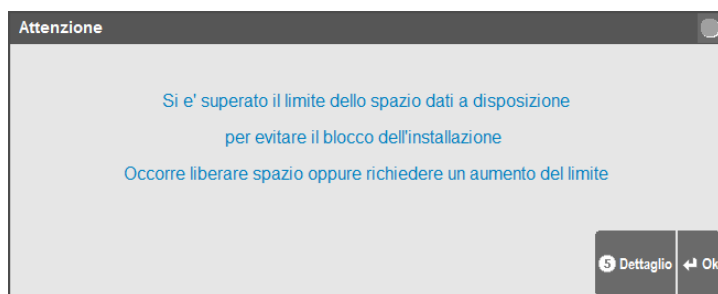 Attenzione
Si e' superato il limite dello spazio dati a disposizione
per evitare il blocco dell'installazione
Occorre liberare spazio oppure richiedere un aumento del limite
5 Dettaglio
Ok